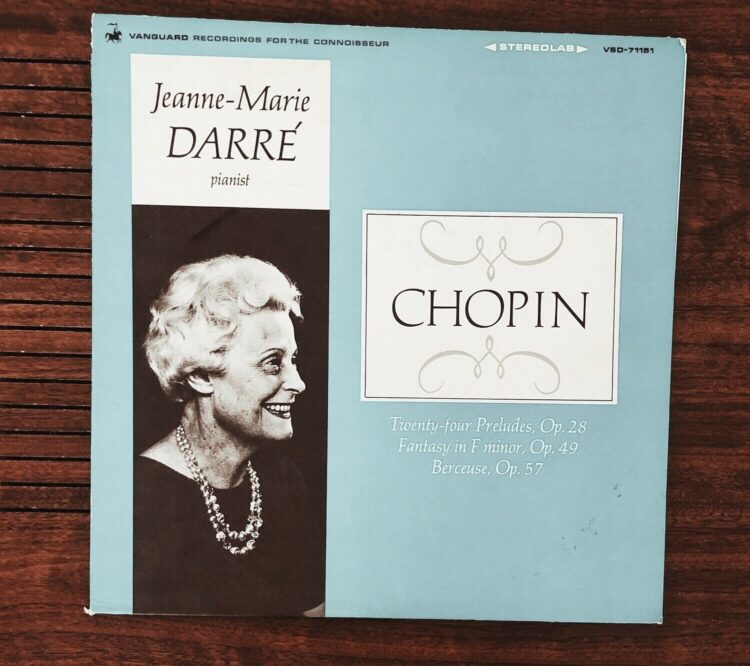 VANGUARD RECORDINGS FOR THE CONNOISSEUR
STEREOLAB
VSD-71151
Jeanne-Marie
DARRÉ
pianist
CHOPIN
Twenty-four Preludes, Op. 28
Fantasy in F minor, Op. 49
Berceuse, Op. 57